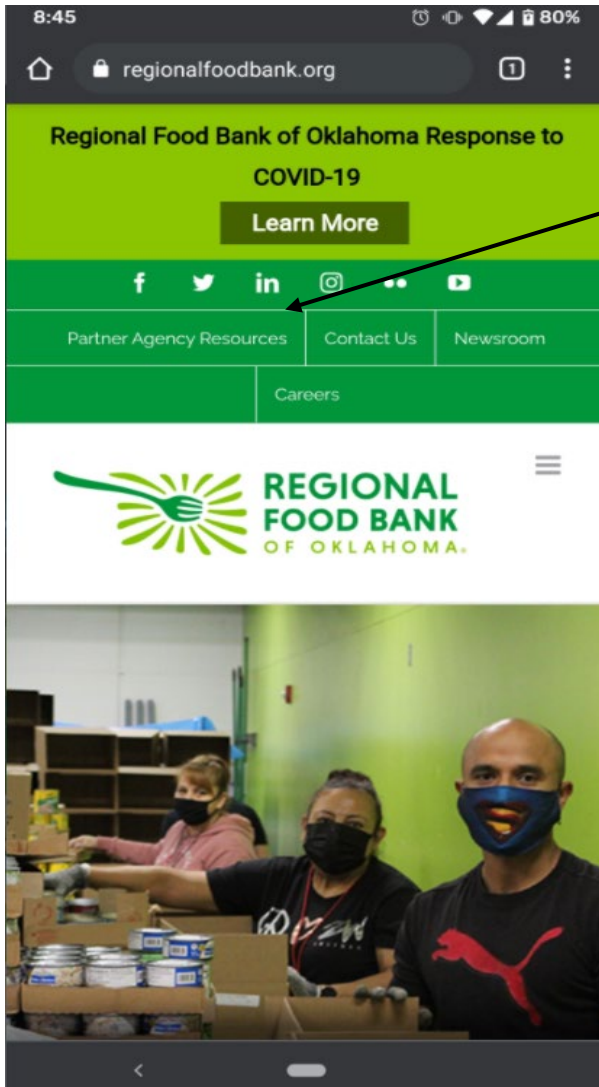 8:45 80%
regionalfoodbank.org 1
Regional Food Bank of Oklahoma Response to
COVID-19
Learn More
f in
Partner Agency Resources Contact Us Newsroom
Careers
REGIONAL
FOOD BANK
OF OKLAHOMA®